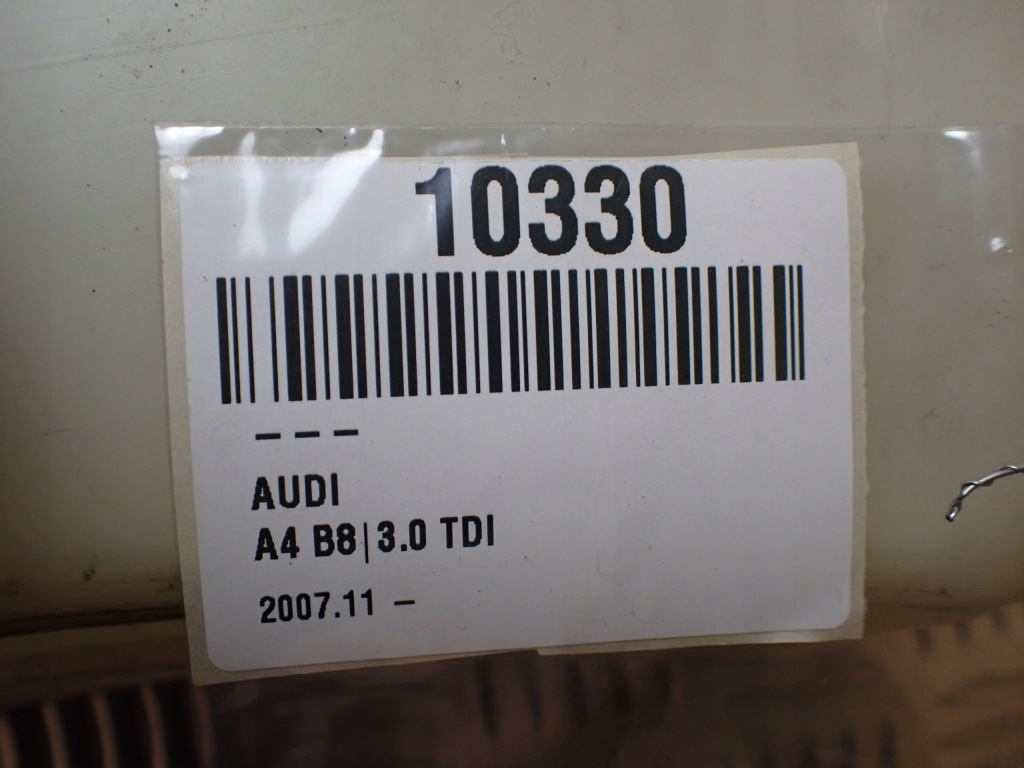 10330
– – –
AUDI
A4 B8|3.0 TDI
2007.11 –